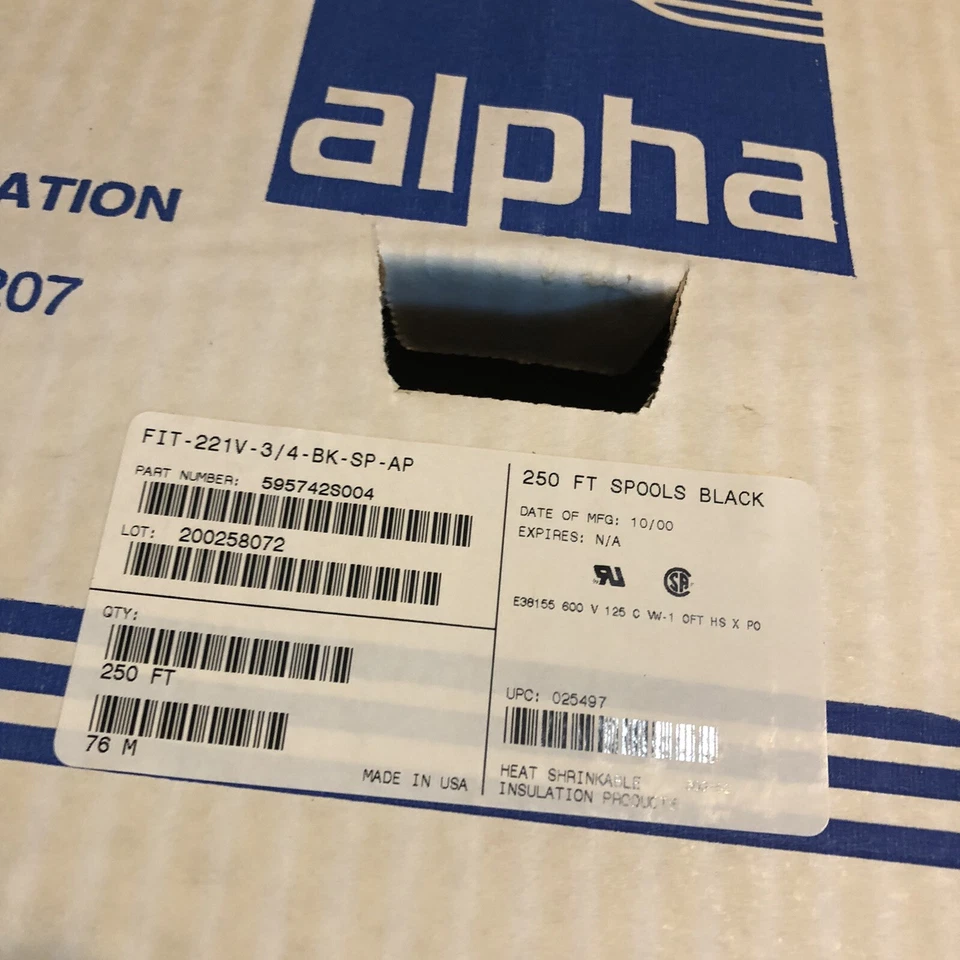 alpha
ATION
207
FIT-221V-3/4-BK-SP-AP
PART NUMBER: 595742S004
LOT: 200258072
QTY:
250 FT
76 M
MADE IN USA
250 FT SPOOLS BLACK
DATE OF MFG: 10/00
EXPIRES: N/A
E38155 600 V 125 C VW-1 OFT HS X PO
UPC: 025497
HEAT SHRINKABLE
INSULATION PRODUCTS